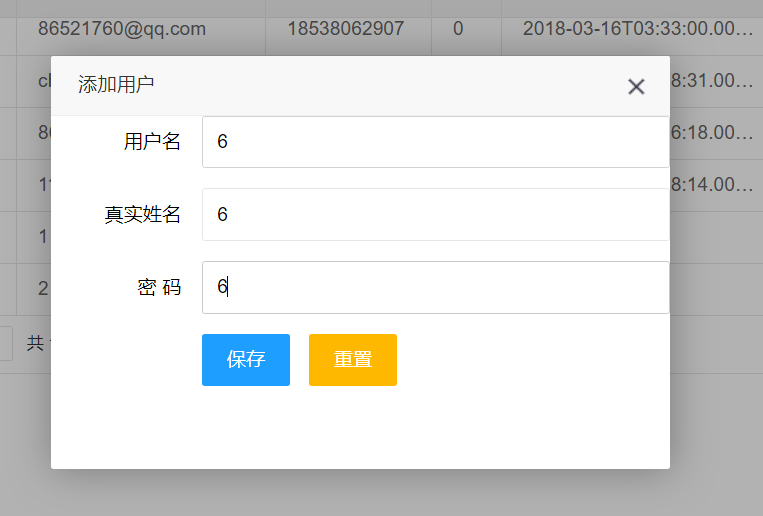 86521760@qq.com 18538062907 0 2018-03-16T03:33:00.00…
添加用户
8:31.00…
用户名 6
6:18.00…
8:14.00…
真实姓名 6
1
密 码 6
2
共
保存 重置